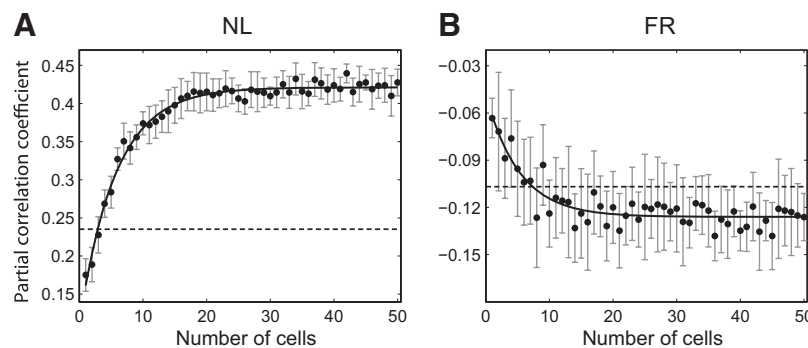 A NL
B FR
Partial correlation coefficient
0.45
0.4
0.35
0.3
0.25
0.2
0.15
0 10 20 30 40 50
Number of cells
−0.03
−0.06
−0.09
−0.12
−0.15
0 10 20 30 40 50
Number of cells